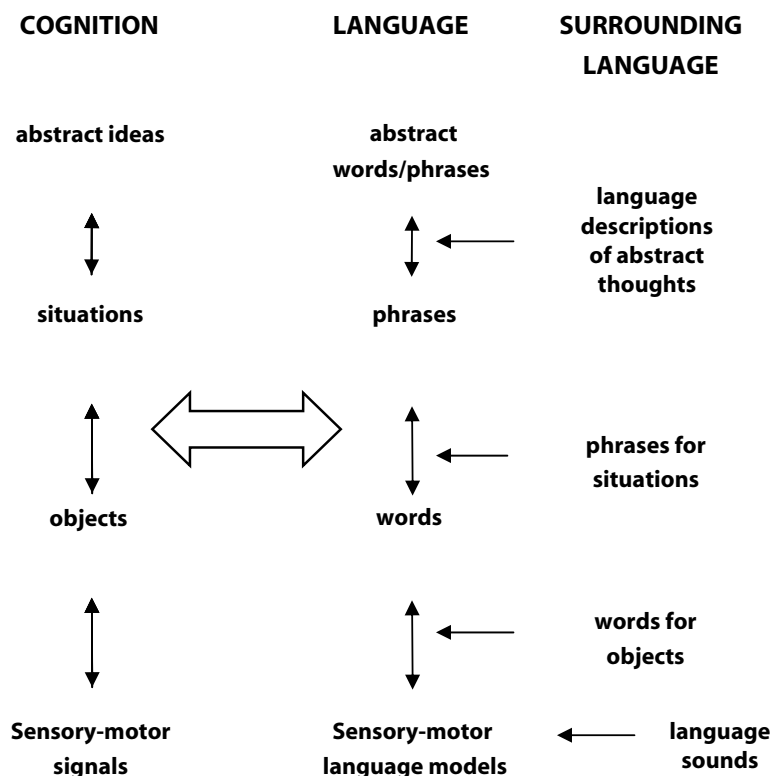 COGNITION
LANGUAGE
SURROUNDING
LANGUAGE
abstract ideas
abstract
words/phrases
language
descriptions
of abstract
thoughts
situations
phrases
phrases for
situations
objects
words
words for
objects
Sensory-motor
signals
Sensory-motor
language models
language
sounds